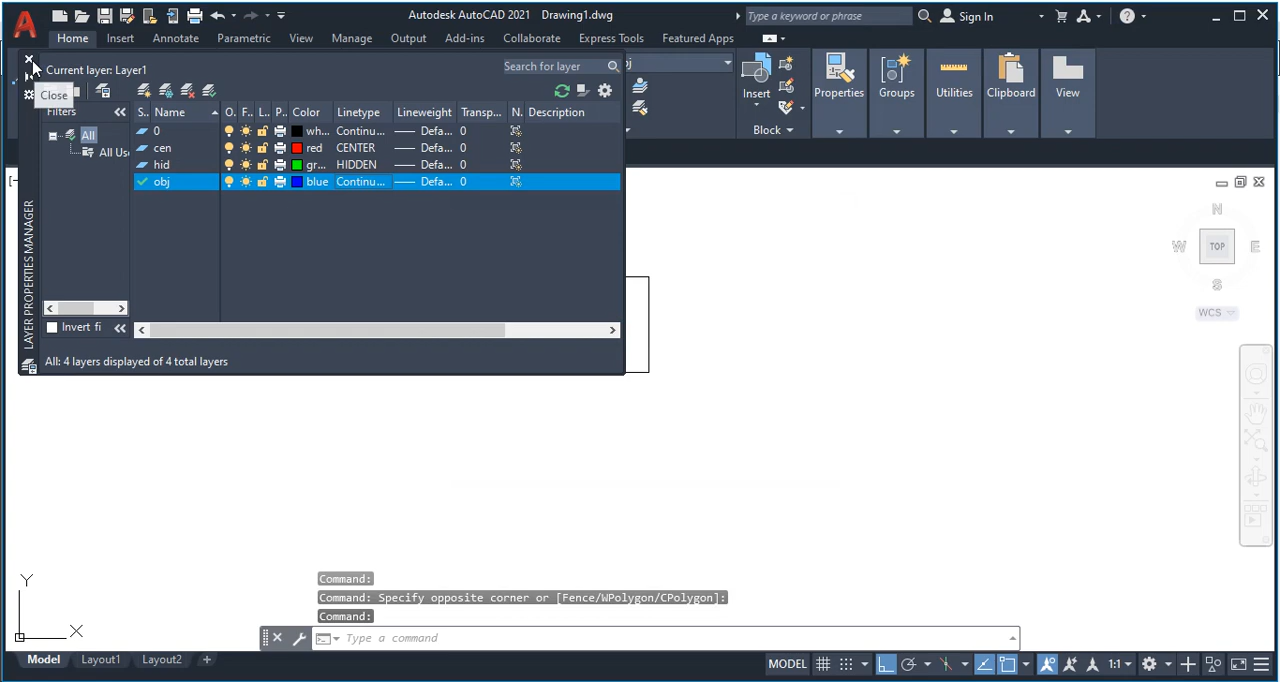 Autodesk AutoCAD 2021 Drawing1.dwg
Type a keyword or phrase
Sign In
Home Insert Annotate Parametric View Manage Output Add-ins Collaborate Express Tools Featured Apps
Current layer: Layer1
Search for layer
Close
Filters
S.. Name O. F.. L.. P.. Color Linetype Lineweight Transp... N. Description
All
All Us
0 wh... Continu... Defa... 0
cen red CENTER Defa... 0
hid gr... HIDDEN Defa... 0
obj blue Continu... Defa... 0
Invert fi
All: 4 layers displayed of 4 total layers
LAYER PROPERTIES MANAGER
Insert
Block
Properties
Groups
Utilities
Clipboard
View
N
W TOP E
S
WCS
Y
X
Command:
Command: Specify opposite corner or [Fence/WPolygon/CPolygon]:
Command:
Type a command
Model Layout1 Layout2 +
MODEL 1:1